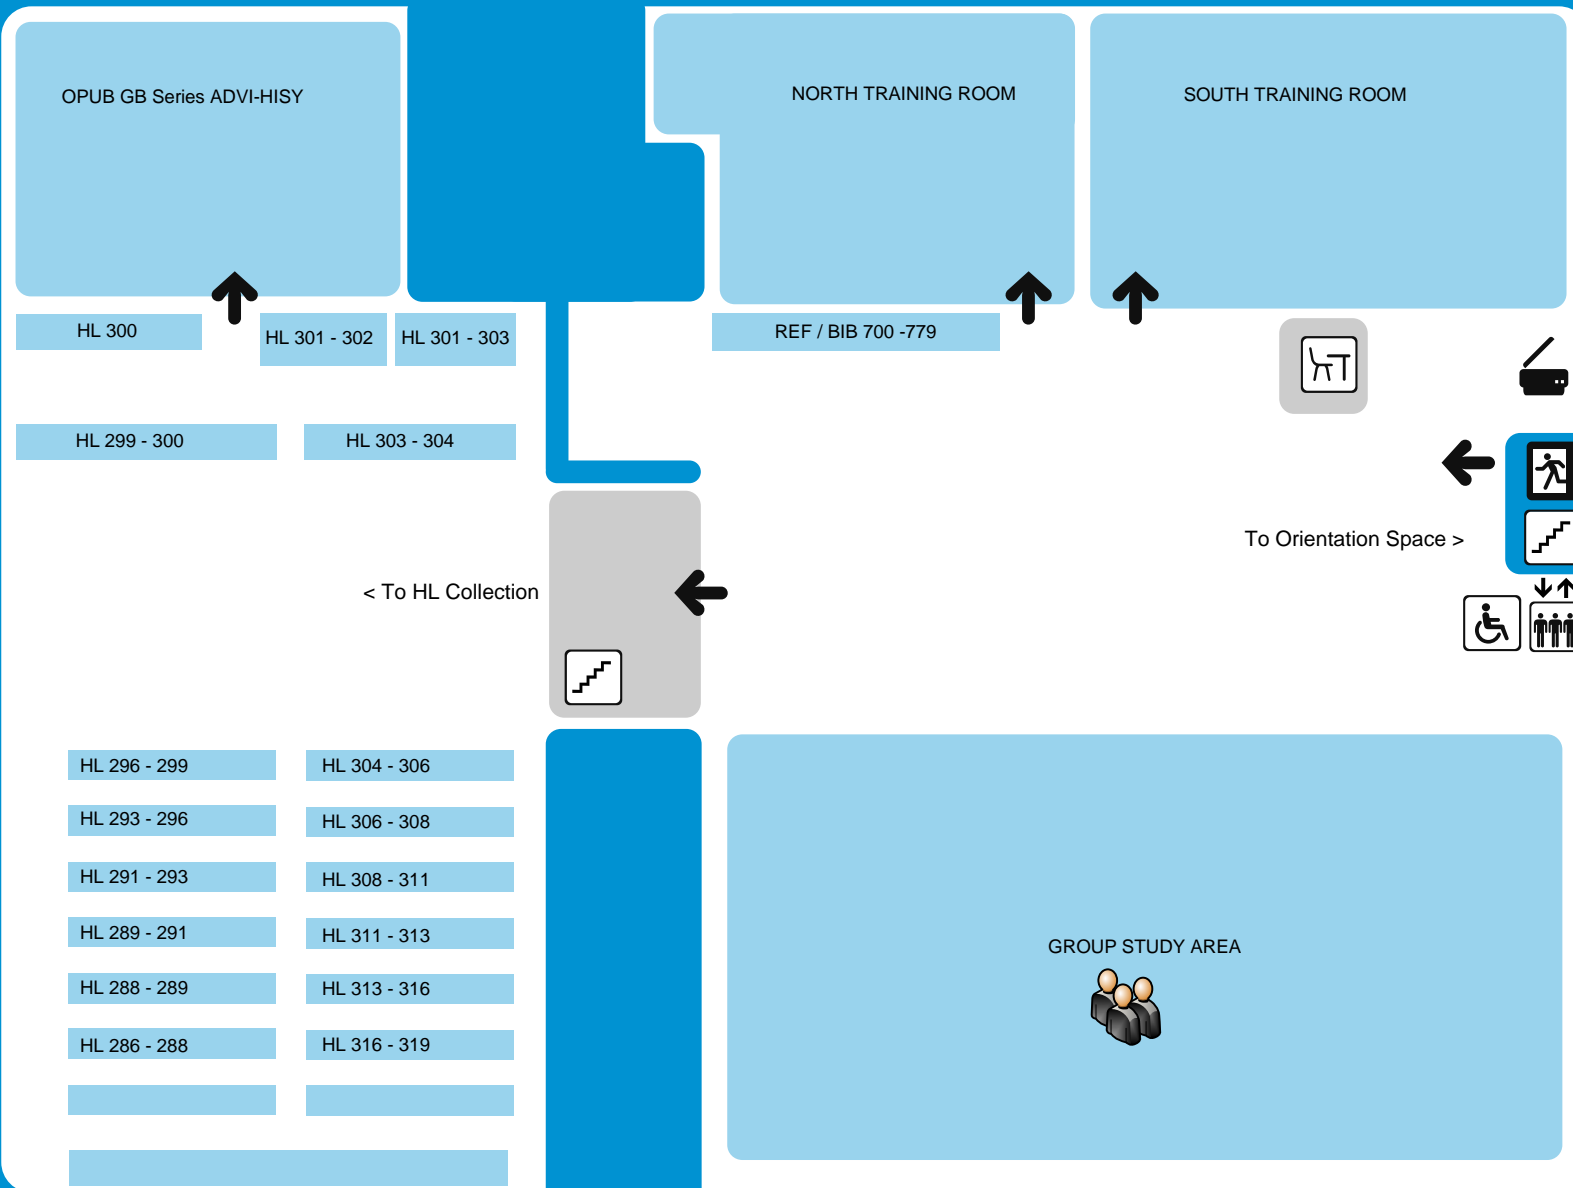 OPUB GB Series ADVI-HISY
NORTH TRAINING ROOM
SOUTH TRAINING ROOM
HL 300
HL 301 - 302
HL 301 - 303
REF / BIB 700 -779
HL 299 - 300
HL 303 - 304
To Orientation Space >
< To HL Collection
HL 296 - 299
HL 304 - 306
HL 293 - 296
HL 306 - 308
HL 291 - 293
HL 308 - 311
HL 289 - 291
HL 311 - 313
HL 288 - 289
HL 313 - 316
HL 286 - 288
HL 316 - 319
GROUP STUDY AREA